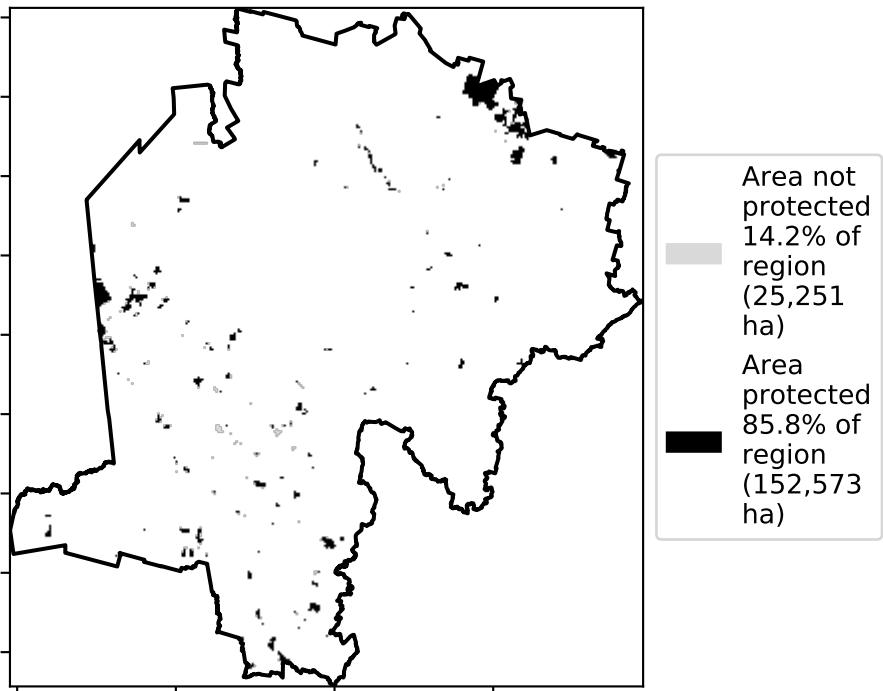 Area not
protected
14.2% of
region
(25,251
ha)
Area
protected
85.8% of
region
(152,573
ha)